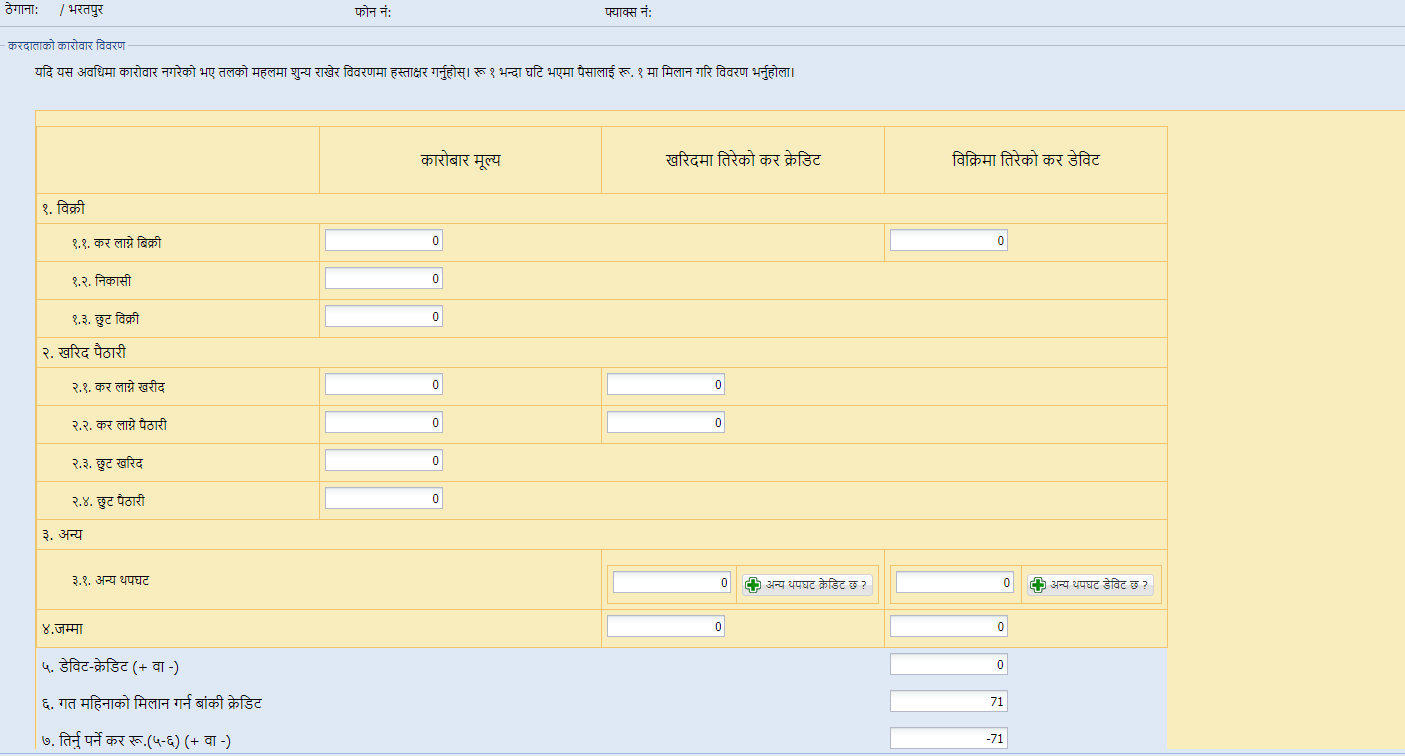 ठेगाना: / भरतपुर फोन नं: फ्याक्स नं:
करदाताको कारोवार विवरण
यदि यस अवधिमा कारोवार नगरेको भए तलको महलमा शुन्य राखेर विवरणमा हस्ताक्षर गर्नुहोस्। रू १ भन्दा घटि भएमा पैसालाई रू. १ मा मिलान गरि विवरण भर्नुहोला।
कारोबार मूल्य खरिदमा तिरेको कर क्रेडिट विक्रिमा तिरेको कर डेविट
१. विक्री
१.१. कर लाग्ने बिक्री 0 0
१.२. निकासी 0
१.३. छुट विक्री 0
२. खरिद पैठारी
२.१. कर लाग्ने खरीद 0 0
२.२. कर लाग्ने पैठारी 0 0
२.३. छुट खरिद 0
२.४. छुट पैठारी 0
३. अन्य
३.१. अन्य थपघट 0 अन्य थपघट क्रेडिट छ ? 0 अन्य थपघट डेविट छ ?
४.जम्मा 0 0
५. डेविट-क्रेडिट (+ वा -) 0
६. गत महिनाको मिलान गर्न बांकी क्रेडिट 71
७. तिर्नु पर्ने कर रू.(५-६) (+ वा -) -71